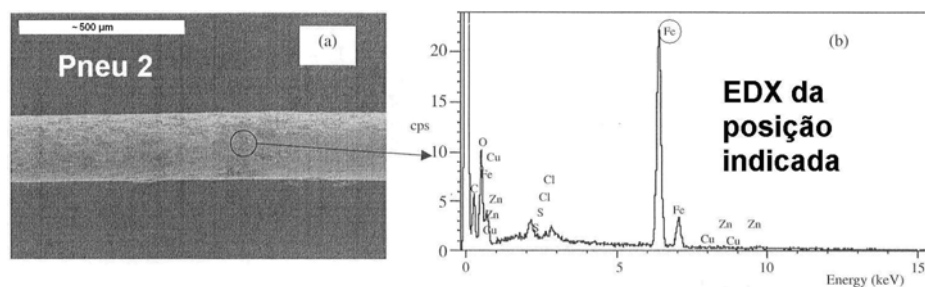 ~ 500 µm
(a)
Pneu 2
(b)
20
15
cps
10
5
0
O
Cu
Fe
C
Zn
Zn
Cu
Cl
Cl
S
S
Fe
Fe
Zn
Zn
Cu
Cu
EDX da
posição
indicada
0
5
10
15
Energy (keV)